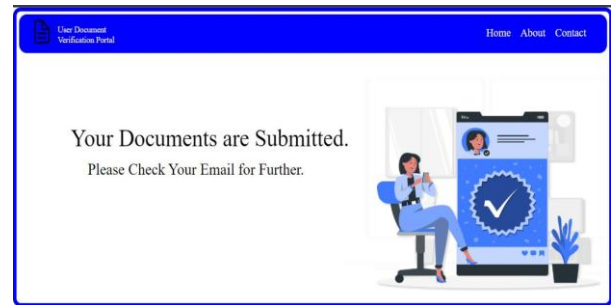 User Document
Verification Portal
Home About Contact
Your Documents are Submitted.
Please Check Your Email for Further.